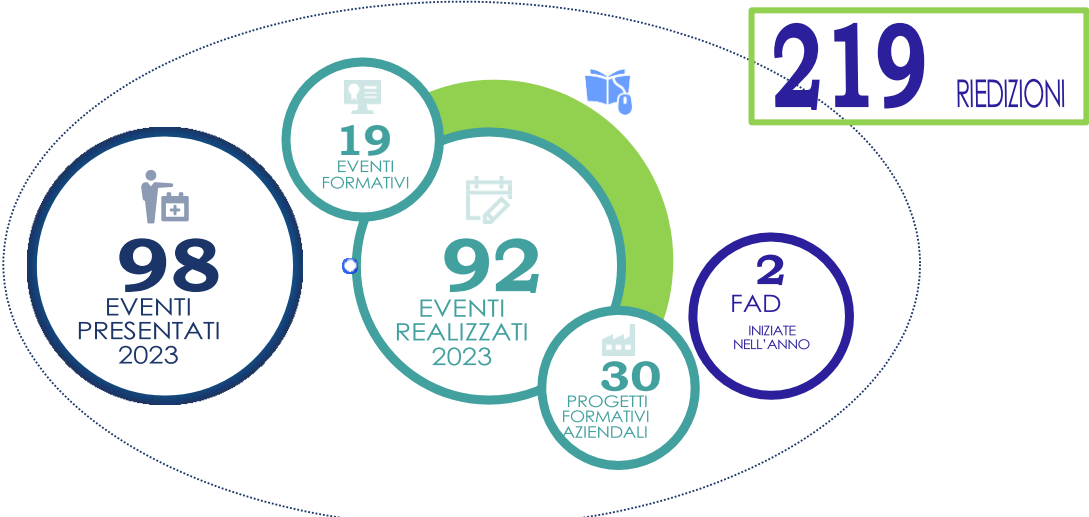 219 RIEDIZIONI
19
EVENTI
FORMATIVI
98
EVENTI
PRESENTATI
2023
92
EVENTI
REALIZZATI
2023
2
FAD
INIZIATE
NELL'ANNO
30
PROGETTI
FORMATIVI
AZIENDALI